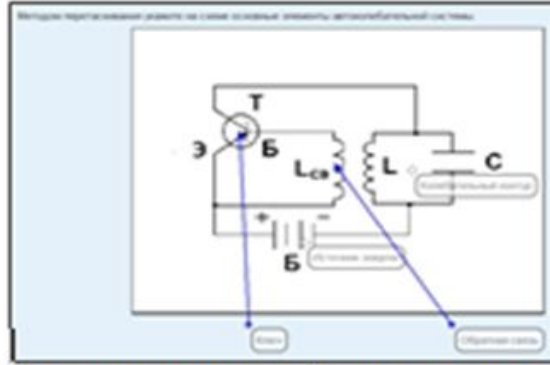 Методом перетаскивания укажите на схеме основные элементы автоколебательной системы.
Т
Э
Б
Lсв
L
С
Колебательный контур
+
−
Б
Источник энергии
Ключ
Обратная связь